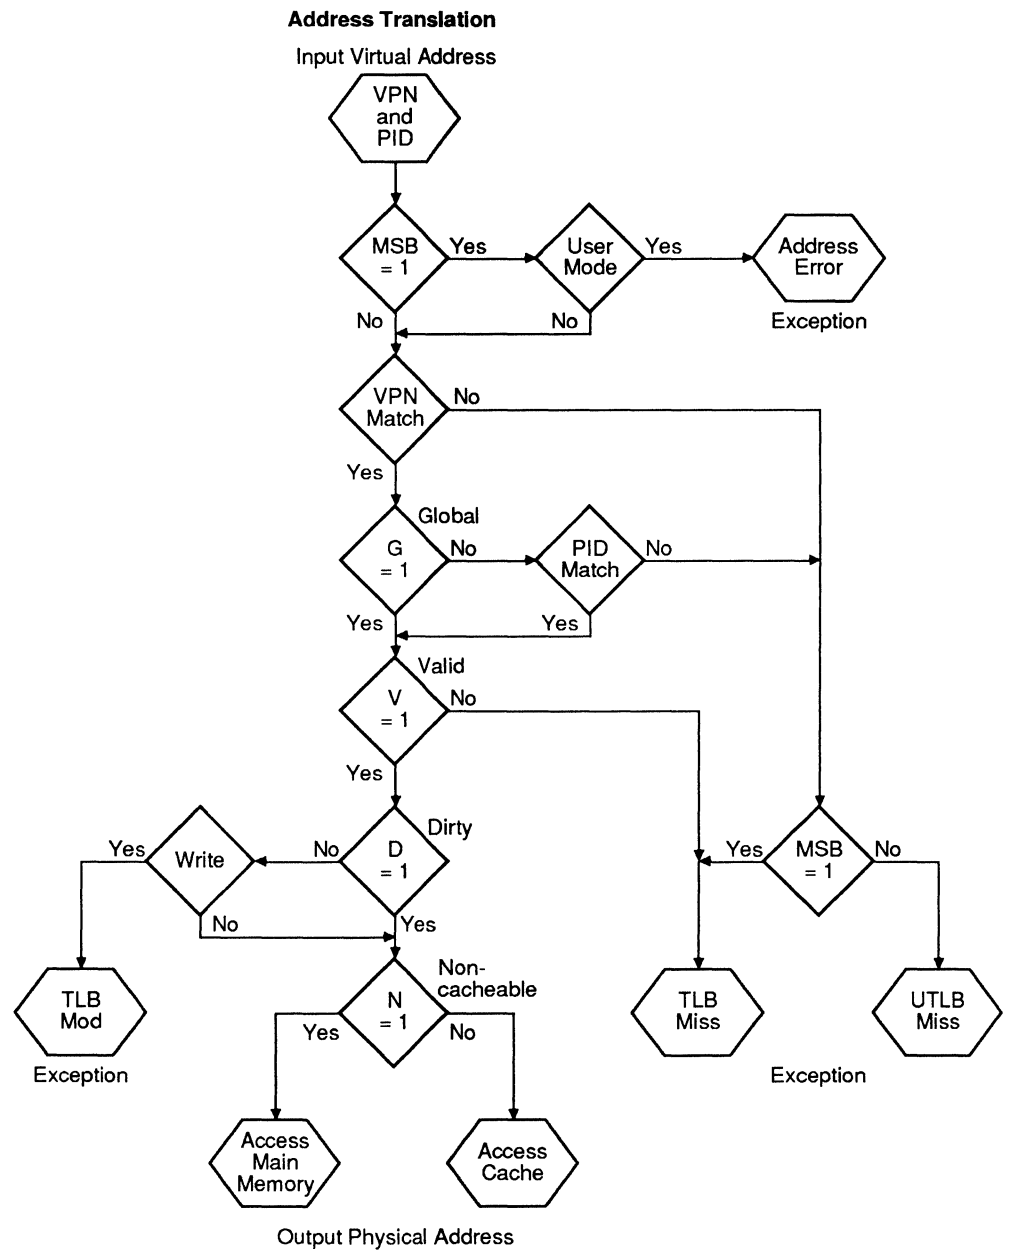 Address Translation
Input Virtual Address
VPN
and
PID
MSB
= 1
Yes
User
Mode
Yes
Address
Error
Exception
No
No
VPN
Match
No
Yes
Global
G
= 1
No
PID
Match
No
Yes
Yes
Valid
V
= 1
No
Yes
Dirty
D
= 1
No
Write
Yes
No
Yes
MSB
= 1
Yes
No
TLB
Mod
Exception
Non-
cacheable
N
= 1
Yes
No
TLB
Miss
UTLB
Miss
Exception
Access
Main
Memory
Access
Cache
Output Physical Address